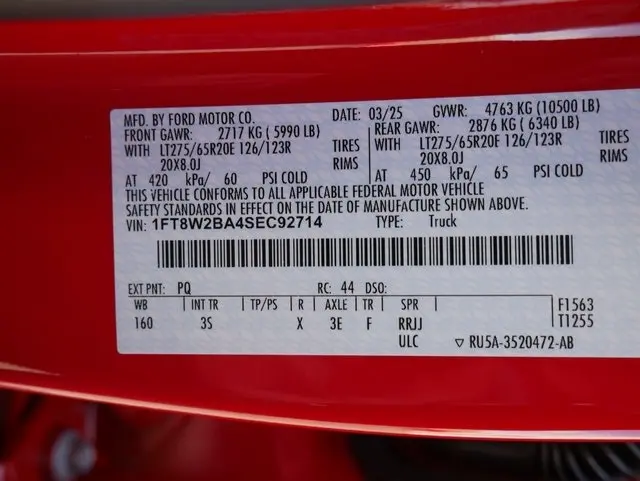 MFD. BY FORD MOTOR CO. DATE: 03/25 GVWR: 4763 KG (10500 LB)
FRONT GAWR: 2717 KG ( 5990 LB) REAR GAWR: 2876 KG ( 6340 LB)
WITH LT275/65R20E 126/123R TIRES WITH LT275/65R20E 126/123R TIRES
20X8.0J RIMS 20X8.0J RIMS
AT 420 kPa/ 60 PSI COLD AT 450 kPa/ 65 PSI COLD
THIS VEHICLE CONFORMS TO ALL APPLICABLE FEDERAL MOTOR VEHICLE
SAFETY STANDARDS IN EFFECT ON THE DATE OF MANUFACTURE SHOWN ABOVE.
VIN: 1FT8W2BA4SEC92714 TYPE: Truck
EXT PNT: PQ RC: 44 DSO:
WB | INT TR | TP/PS | R | AXLE | TR | SPR F1563
160 3S X 3E F RRJJ T1255
ULC ▽ RU5A-3520472-AB